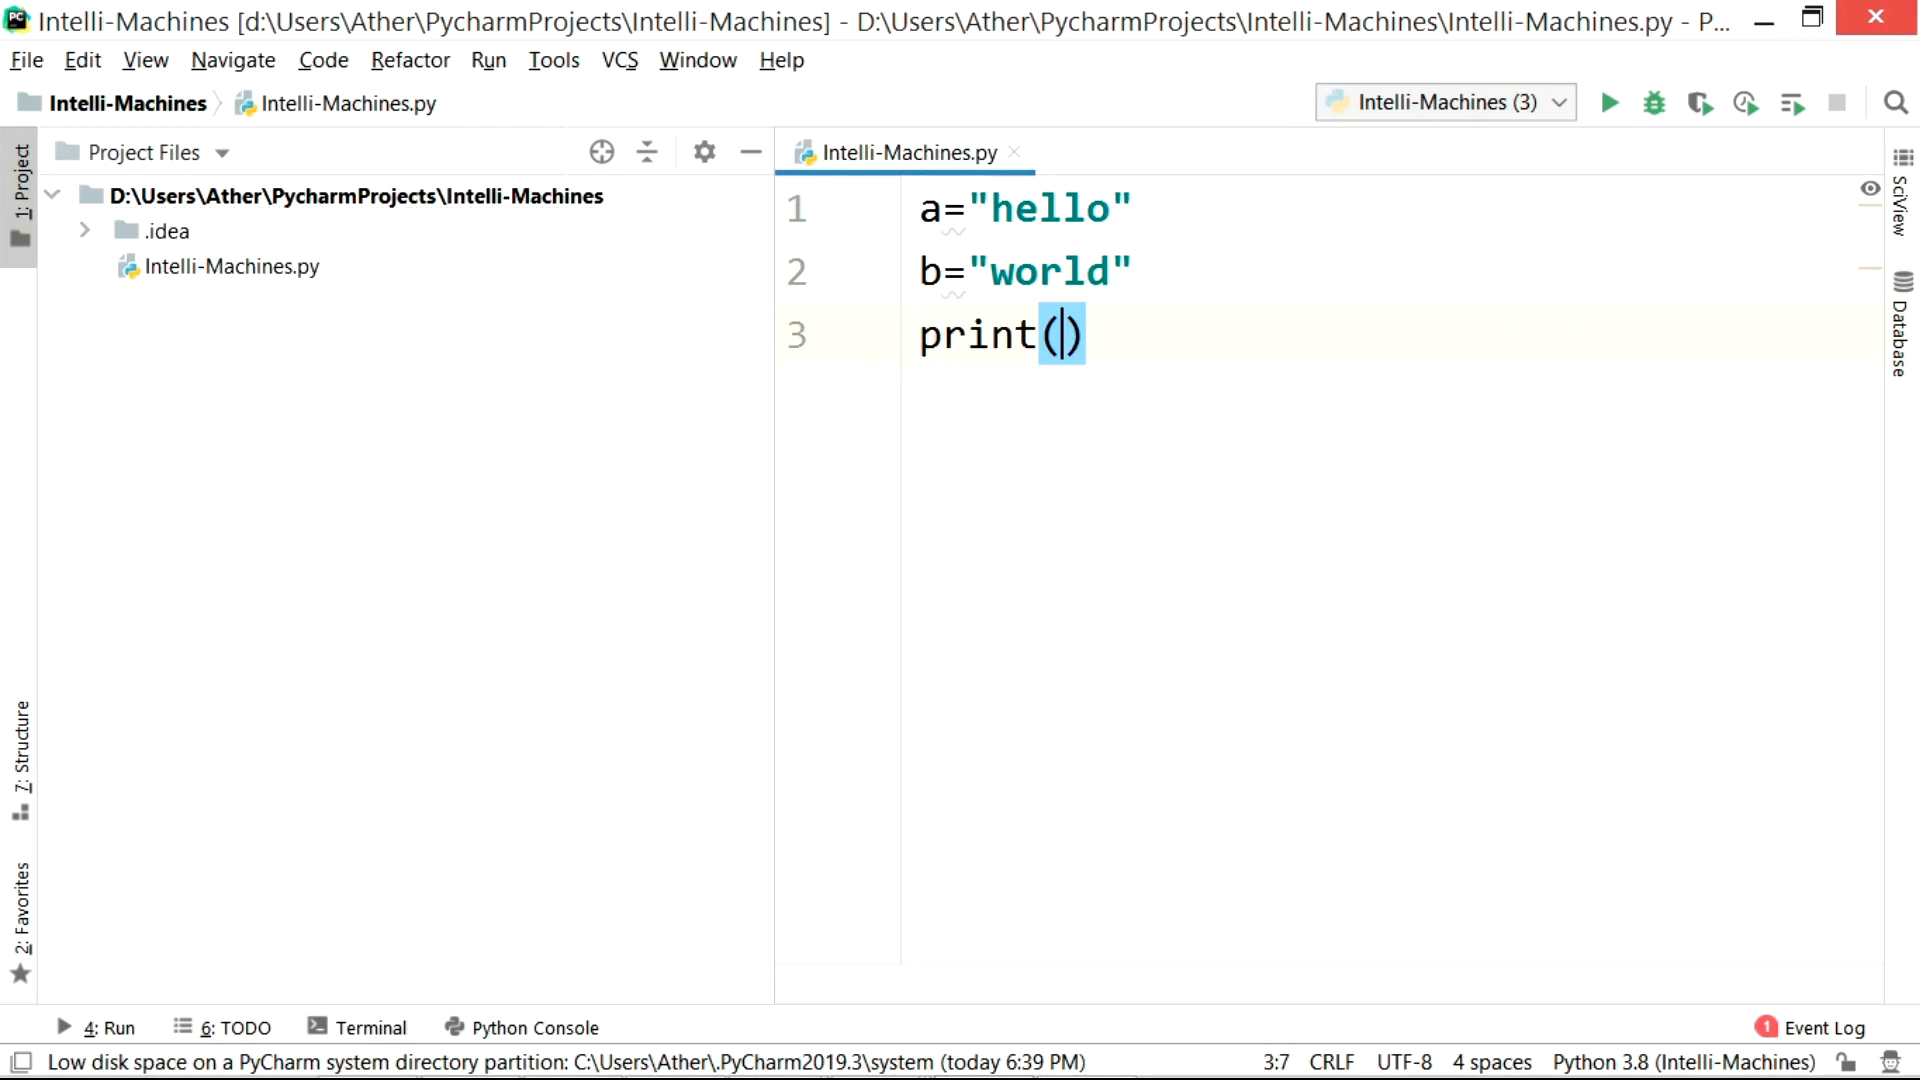 Intelli-Machines [d:\Users\Ather\PycharmProjects\Intelli-Machines] - D:\Users\Ather\PycharmProjects\Intelli-Machines\Intelli-Machines.py - P...
File Edit View Navigate Code Refactor Run Tools VCS Window Help
Intelli-Machines Intelli-Machines.py Intelli-Machines (3)
1: Project
Project Files
D:\Users\Ather\PycharmProjects\Intelli-Machines
.idea
Intelli-Machines.py
7: Structure
2: Favorites
Intelli-Machines.py
1 a="hello"
2 b="world"
3 print()
SciView
Database
4: Run 6: TODO Terminal Python Console 1 Event Log
Low disk space on a PyCharm system directory partition: C:\Users\Ather\.PyCharm2019.3\system (today 6:39 PM) 3:7 CRLF UTF-8 4 spaces Python 3.8 (Intelli-Machines)